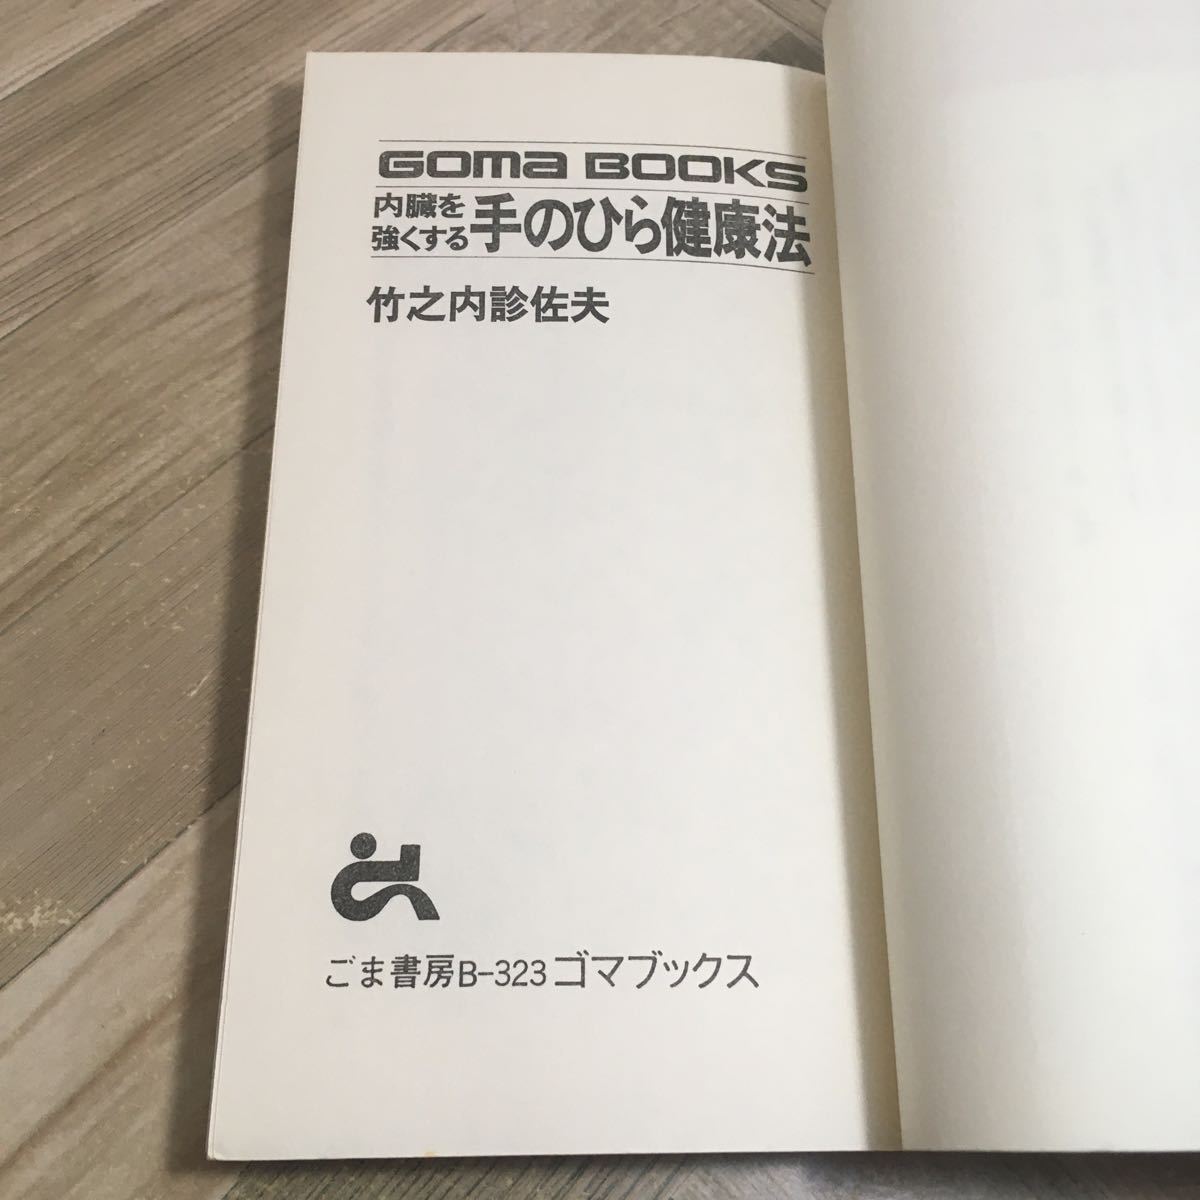 GOMA BOOKS
内臓を
強くする手のひら健康法
竹之内診佐夫
ごま書房B-323ゴマブックス